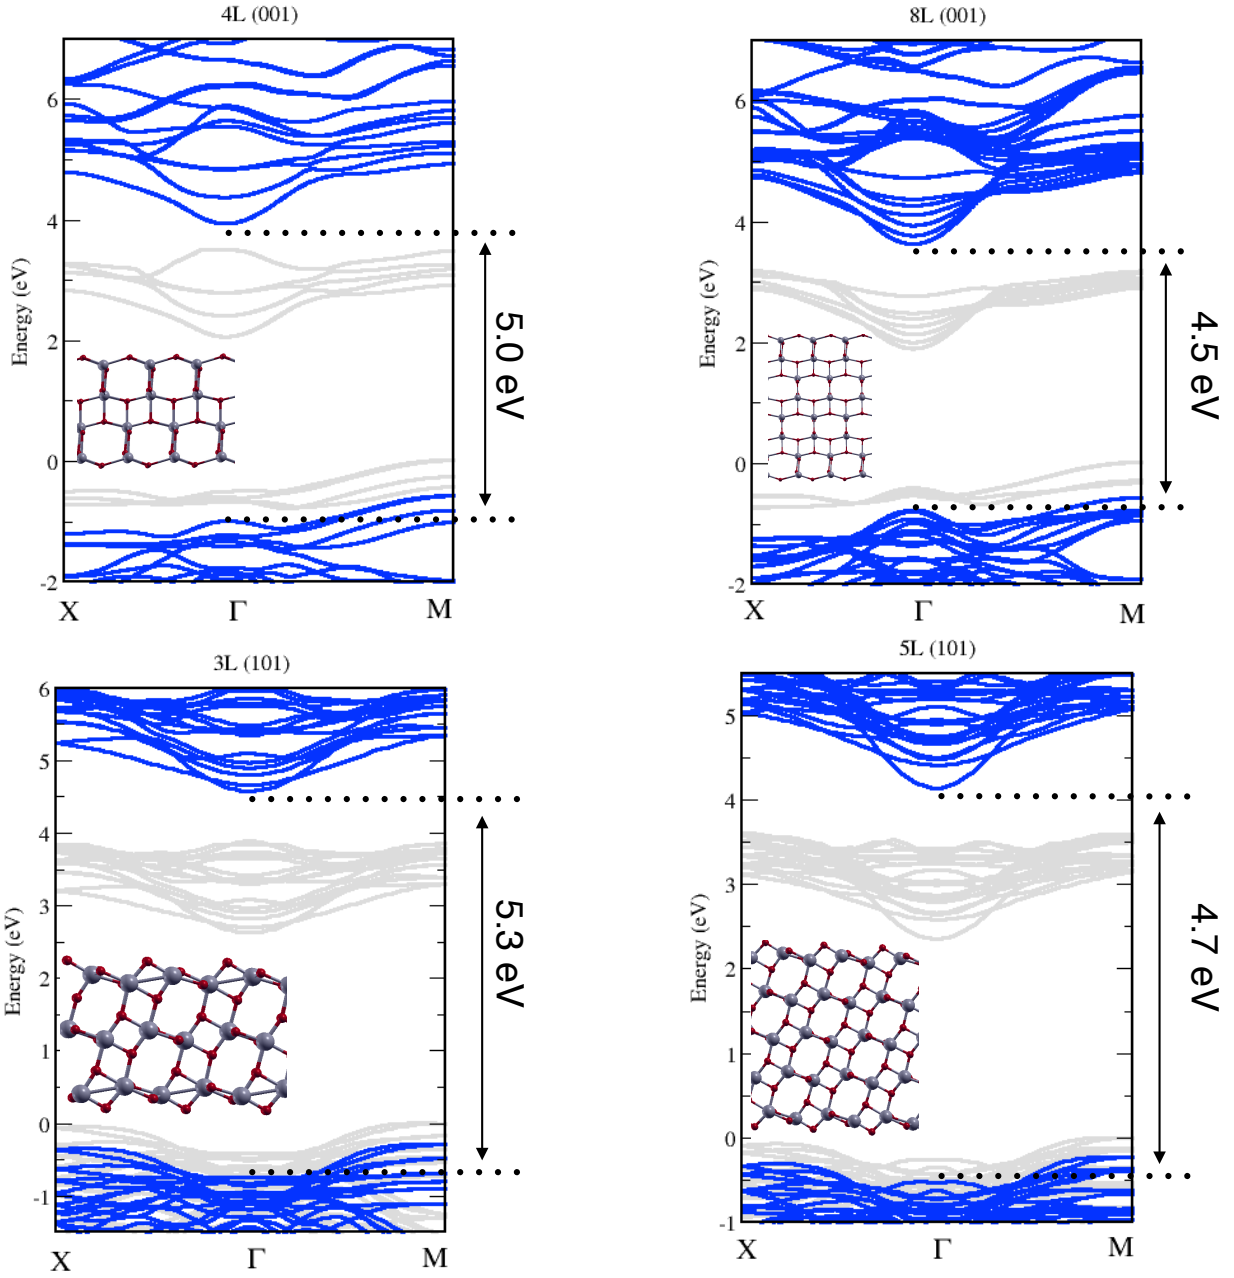 4L (001)
Energy (eV)
6
4
2
0
-2
X Γ M
5.0 eV
8L (001)
Energy (eV)
6
4
2
0
-2
X Γ M
4.5 eV
3L (101)
Energy (eV)
6
5
4
3
2
1
0
-1
X Γ M
5.3 eV
5L (101)
Energy (eV)
5
4
3
2
1
0
-1
X Γ M
4.7 eV